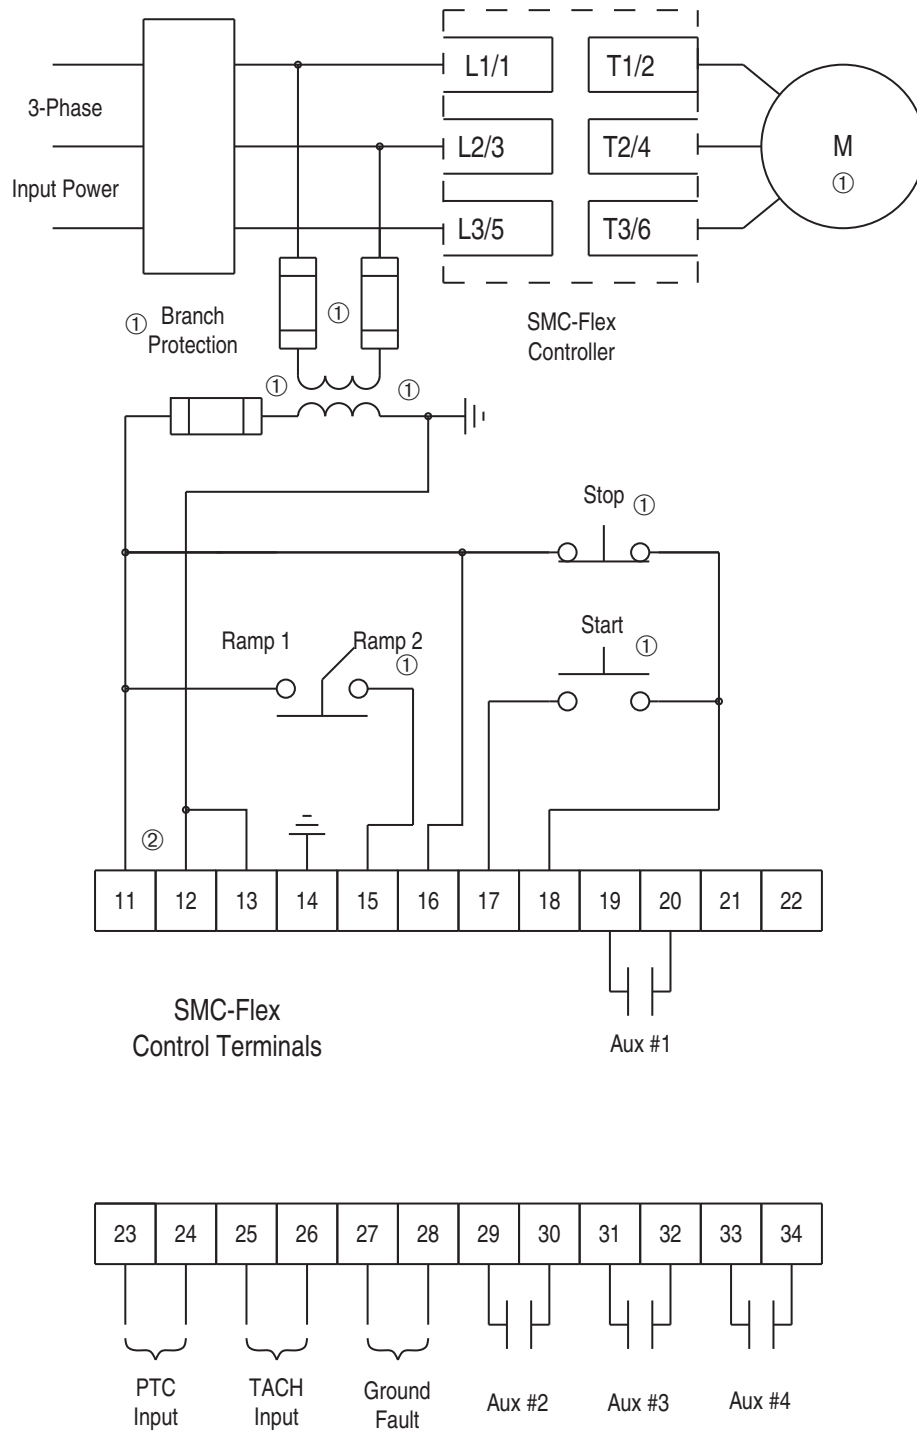 L1/1 T1/2
3-Phase
L2/3 T2/4 M
Input Power ①
L3/5 T3/6
① Branch
Protection
①
SMC-Flex
Controller
① ①
Stop ①
Start ①
Ramp 1 Ramp 2
①
②
11 12 13 14 15 16 17 18 19 20 21 22
SMC-Flex
Control Terminals
Aux #1
23 24 25 26 27 28 29 30 31 32 33 34
PTC
Input
TACH
Input
Ground
Fault
Aux #2 Aux #3 Aux #4